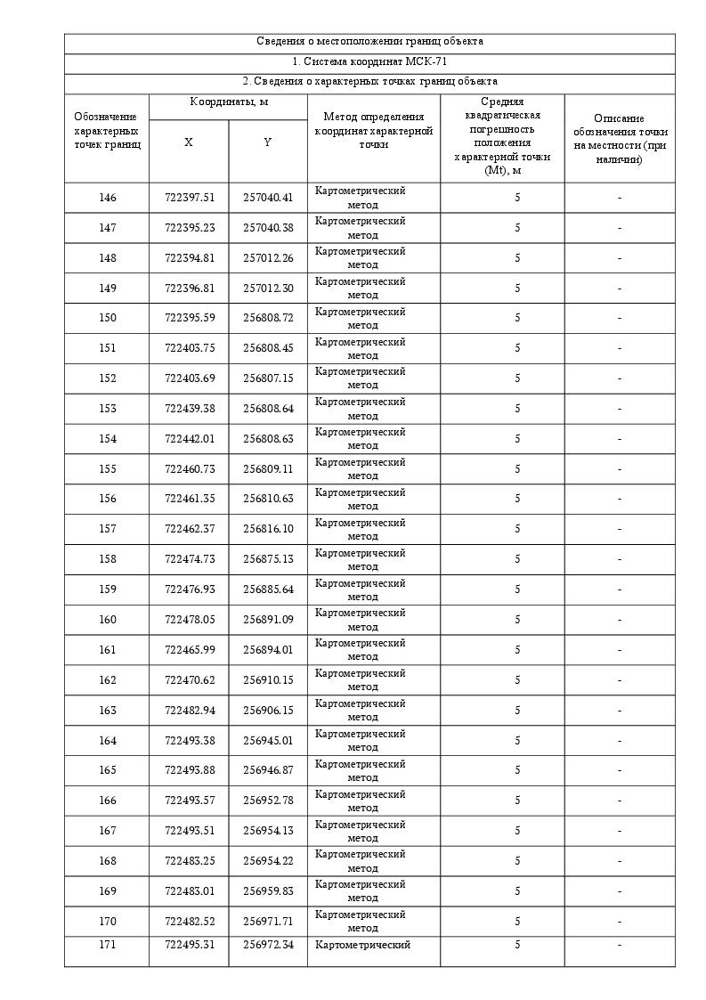 Сведения о местоположении границ объекта
1. Система координат МСК-71
2. Сведения о характерных точках границ объекта
Обозначение
характерных
точек границ
Координаты, м
X
Y
Метод определения
координат характерной
точки
Средняя
квадратическая
погрешность
положения
характерной точки
(Mt), м
Описание
обозначения точки
на местности (при
наличии)
146 722397.51 257040.41 Картометрический
метод 5 -
147 722395.23 257040.38 Картометрический
метод 5 -
148 722394.81 257012.26 Картометрический
метод 5 -
149 722396.81 257012.30 Картометрический
метод 5 -
150 722395.59 256808.72 Картометрический
метод 5 -
151 722403.75 256808.45 Картометрический
метод 5 -
152 722403.69 256807.15 Картометрический
метод 5 -
153 722439.38 256808.64 Картометрический
метод 5 -
154 722442.01 256808.63 Картометрический
метод 5 -
155 722460.73 256809.11 Картометрический
метод 5 -
156 722461.35 256810.63 Картометрический
метод 5 -
157 722462.37 256816.10 Картометрический
метод 5 -
158 722474.73 256875.13 Картометрический
метод 5 -
159 722476.93 256885.64 Картометрический
метод 5 -
160 722478.05 256891.09 Картометрический
метод 5 -
161 722465.99 256894.01 Картометрический
метод 5 -
162 722470.62 256910.15 Картометрический
метод 5 -
163 722482.94 256906.15 Картометрический
метод 5 -
164 722493.38 256945.01 Картометрический
метод 5 -
165 722493.88 256946.87 Картометрический
метод 5 -
166 722493.57 256952.78 Картометрический
метод 5 -
167 722493.51 256954.13 Картометрический
метод 5 -
168 722483.25 256954.22 Картометрический
метод 5 -
169 722483.01 256959.83 Картометрический
метод 5 -
170 722482.52 256971.71 Картометрический
метод 5 -
171 722495.31 256972.34 Картометрический 5 -